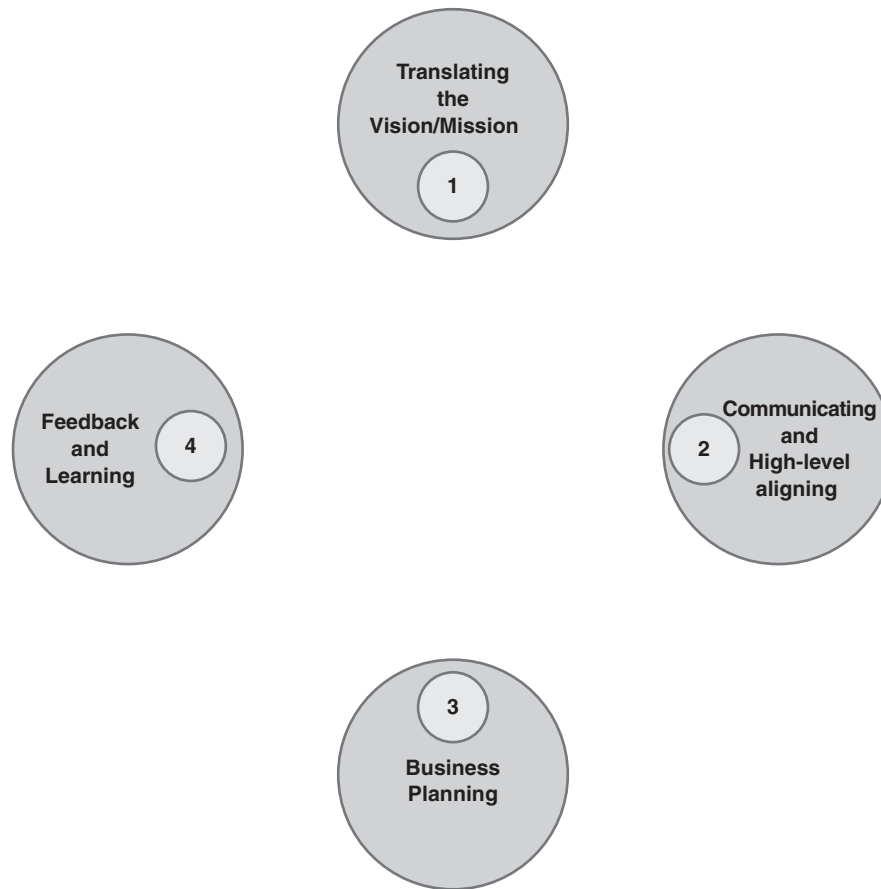 Translating
the
Vision/Mission
1
Feedback
and
Learning
4
2
Communicating
and
High-level
aligning
3
Business
Planning